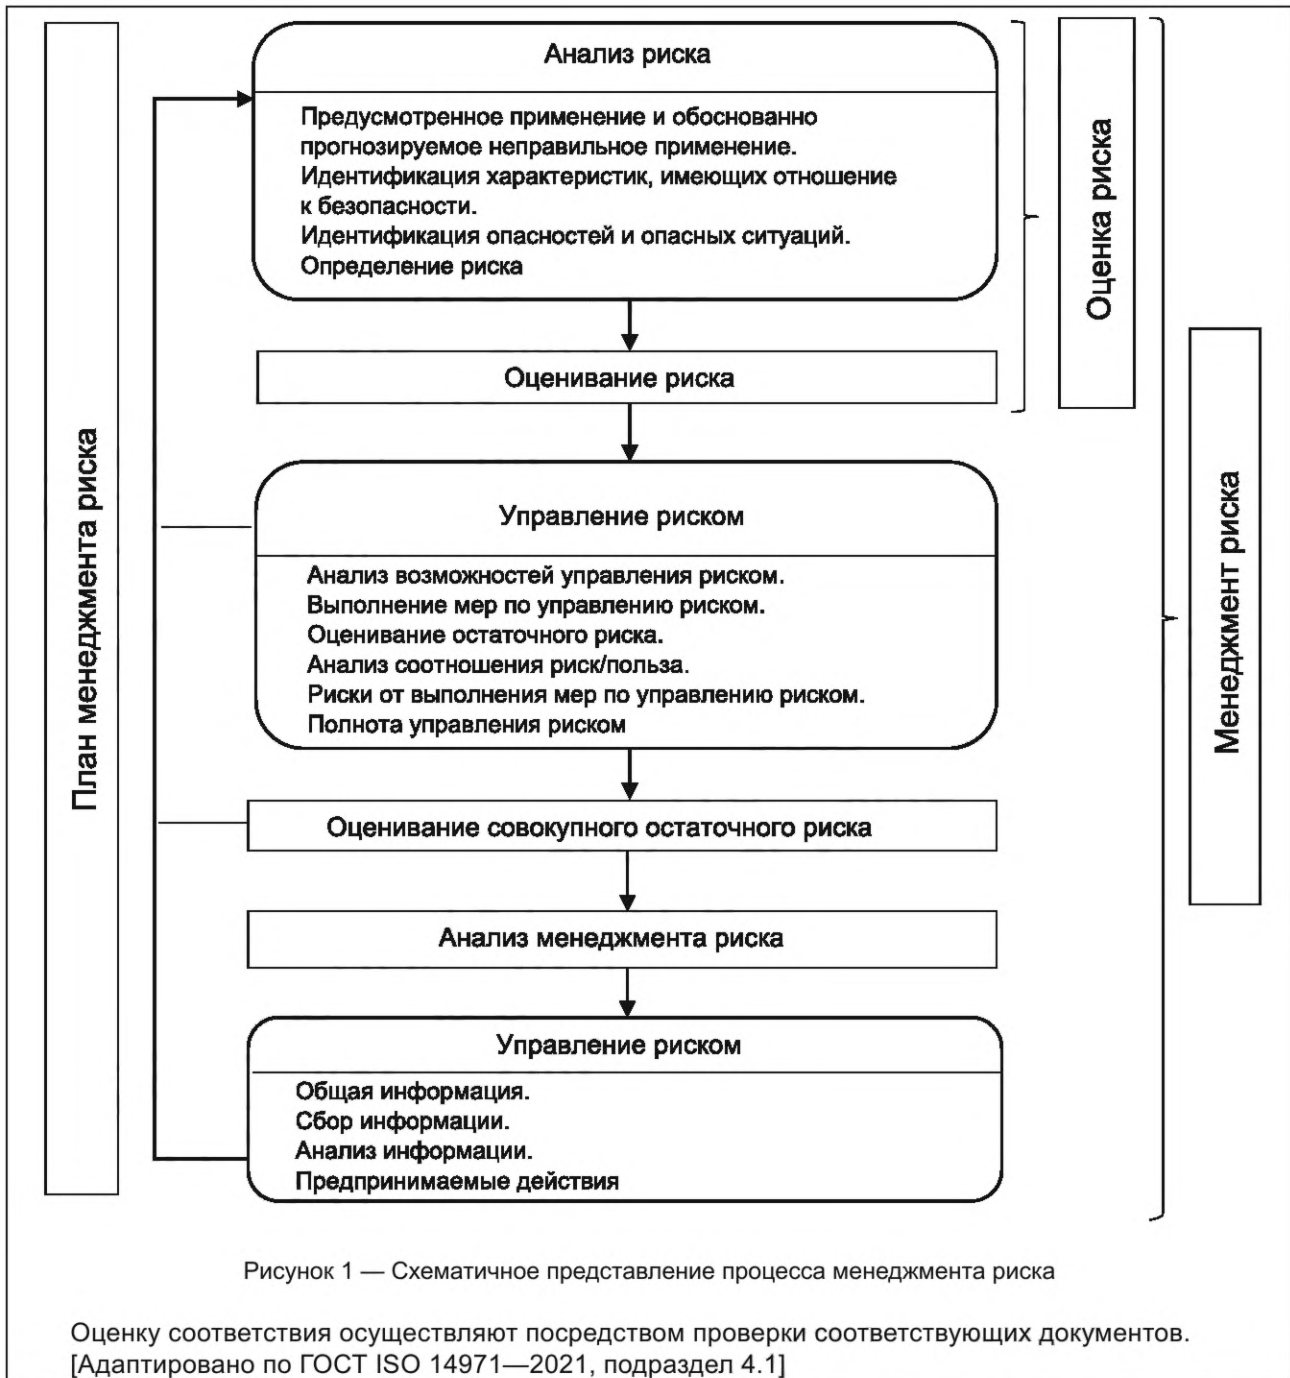 Анализ риска
Предусмотренное применение и обоснованно
прогнозируемое неправильное применение.
Идентификация характеристик, имеющих отношение
к безопасности.
Идентификация опасностей и опасных ситуаций.
Определение риска
Оценивание риска
Управление риском
Анализ возможностей управления риском.
Выполнение мер по управлению риском.
Оценивание остаточного риска.
Анализ соотношения риск/польза.
Риски от выполнения мер по управлению риском.
Полнота управления риском
Оценивание совокупного остаточного риска
Анализ менеджмента риска
Управление риском
Общая информация.
Сбор информации.
Анализ информации.
Предпринимаемые действия
План менеджмента риска
Оценка риска
Менеджмент риска
Рисунок 1 — Схематичное представление процесса менеджмента риска
Оценку соответствия осуществляют посредством проверки соответствующих документов.
[Адаптировано по ГОСТ ISO 14971—2021, подраздел 4.1]